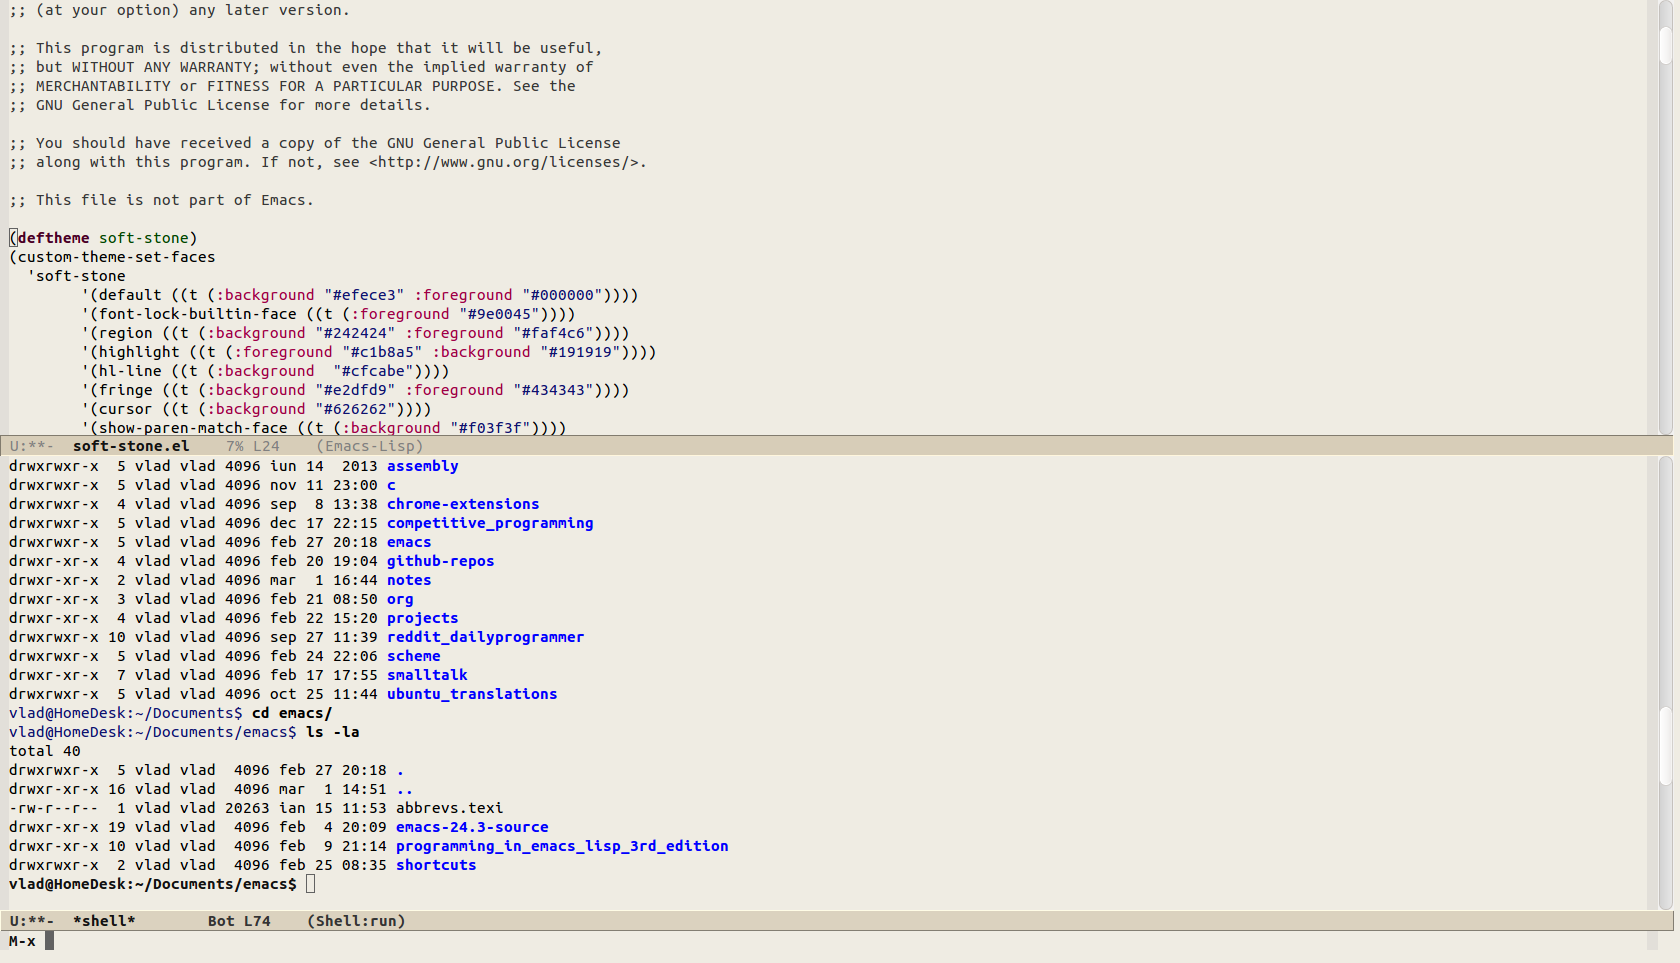 ;; (at your option) any later version.

;; This program is distributed in the hope that it will be useful,
;; but WITHOUT ANY WARRANTY; without even the implied warranty of
;; MERCHANTABILITY or FITNESS FOR A PARTICULAR PURPOSE. See the
;; GNU General Public License for more details.

;; You should have received a copy of the GNU General Public License
;; along with this program. If not, see <http://www.gnu.org/licenses/>.

;; This file is not part of Emacs.

(deftheme soft-stone)
(custom-theme-set-faces
  'soft-stone
        '(default ((t (:background "#efece3" :foreground "#000000"))))
        '(font-lock-builtin-face ((t (:foreground "#9e0045"))))
        '(region ((t (:background "#242424" :foreground "#faf4c6"))))
        '(highlight ((t (:foreground "#c1b8a5" :background "#191919"))))
        '(hl-line ((t (:background  "#cfcabe"))))
        '(fringe ((t (:background "#e2dfd9" :foreground "#434343"))))
        '(cursor ((t (:background "#626262"))))
        '(show-paren-match-face ((t (:background "#f03f3f"))))
U:**-  soft-stone.el    7% L24    (Emacs-Lisp)
drwxrwxr-x  5 vlad vlad 4096 iun 14  2013 assembly
drwxrwxr-x  5 vlad vlad 4096 nov 11 23:00 c
drwxrwxr-x  4 vlad vlad 4096 sep  8 13:38 chrome-extensions
drwxrwxr-x  5 vlad vlad 4096 dec 17 22:15 competitive_programming
drwxrwxr-x  5 vlad vlad 4096 feb 27 20:18 emacs
drwxrwxr-x  4 vlad vlad 4096 feb 20 19:04 github-repos
drwxr-xr-x  2 vlad vlad 4096 mar  1 16:44 notes
drwxr-xr-x  3 vlad vlad 4096 feb 21 08:50 org
drwxr-xr-x  4 vlad vlad 4096 feb 22 15:20 projects
drwxrwxr-x 10 vlad vlad 4096 sep 27 11:39 reddit_dailyprogrammer
drwxrwxr-x  5 vlad vlad 4096 feb 24 22:06 scheme
drwxr-xr-x  7 vlad vlad 4096 feb 17 17:55 smalltalk
drwxrwxr-x  5 vlad vlad 4096 oct 25 11:44 ubuntu_translations
vlad@HomeDesk:~/Documents$ cd emacs/
vlad@HomeDesk:~/Documents/emacs$ ls -la
total 40
drwxrwxr-x  5 vlad vlad  4096 feb 27 20:18 .
drwxr-xr-x 16 vlad vlad  4096 mar  1 14:51 ..
-rw-r--r--  1 vlad vlad 20263 ian 15 11:53 abbrevs.texi
drwxr-xr-x 19 vlad vlad  4096 feb  4 20:09 emacs-24.3-source
drwxr-xr-x 10 vlad vlad  4096 feb  9 21:14 programming_in_emacs_lisp_3rd_edition
drwxrwxr-x  2 vlad vlad  4096 feb 25 08:35 shortcuts
vlad@HomeDesk:~/Documents/emacs$
U:**-  *shell*        Bot L74    (Shell:run)
M-x